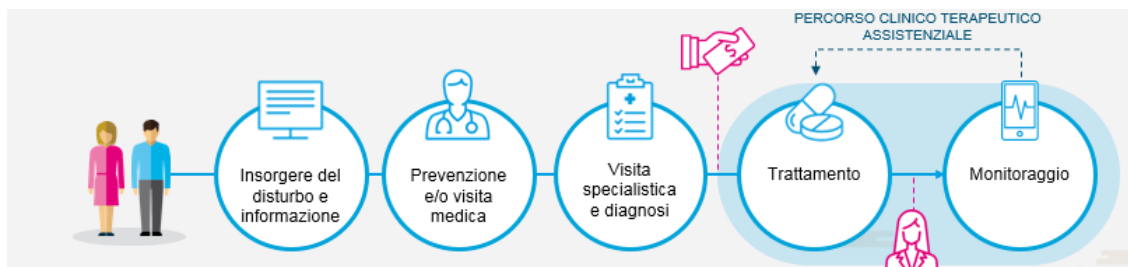 PERCORSO CLINICO TERAPEUTICO
ASSISTENZIALE
Insorgere del
disturbo e
informazione
Prevenzione
e/o visita
medica
Visita
specialistica
e diagnosi
Trattamento
Monitoraggio